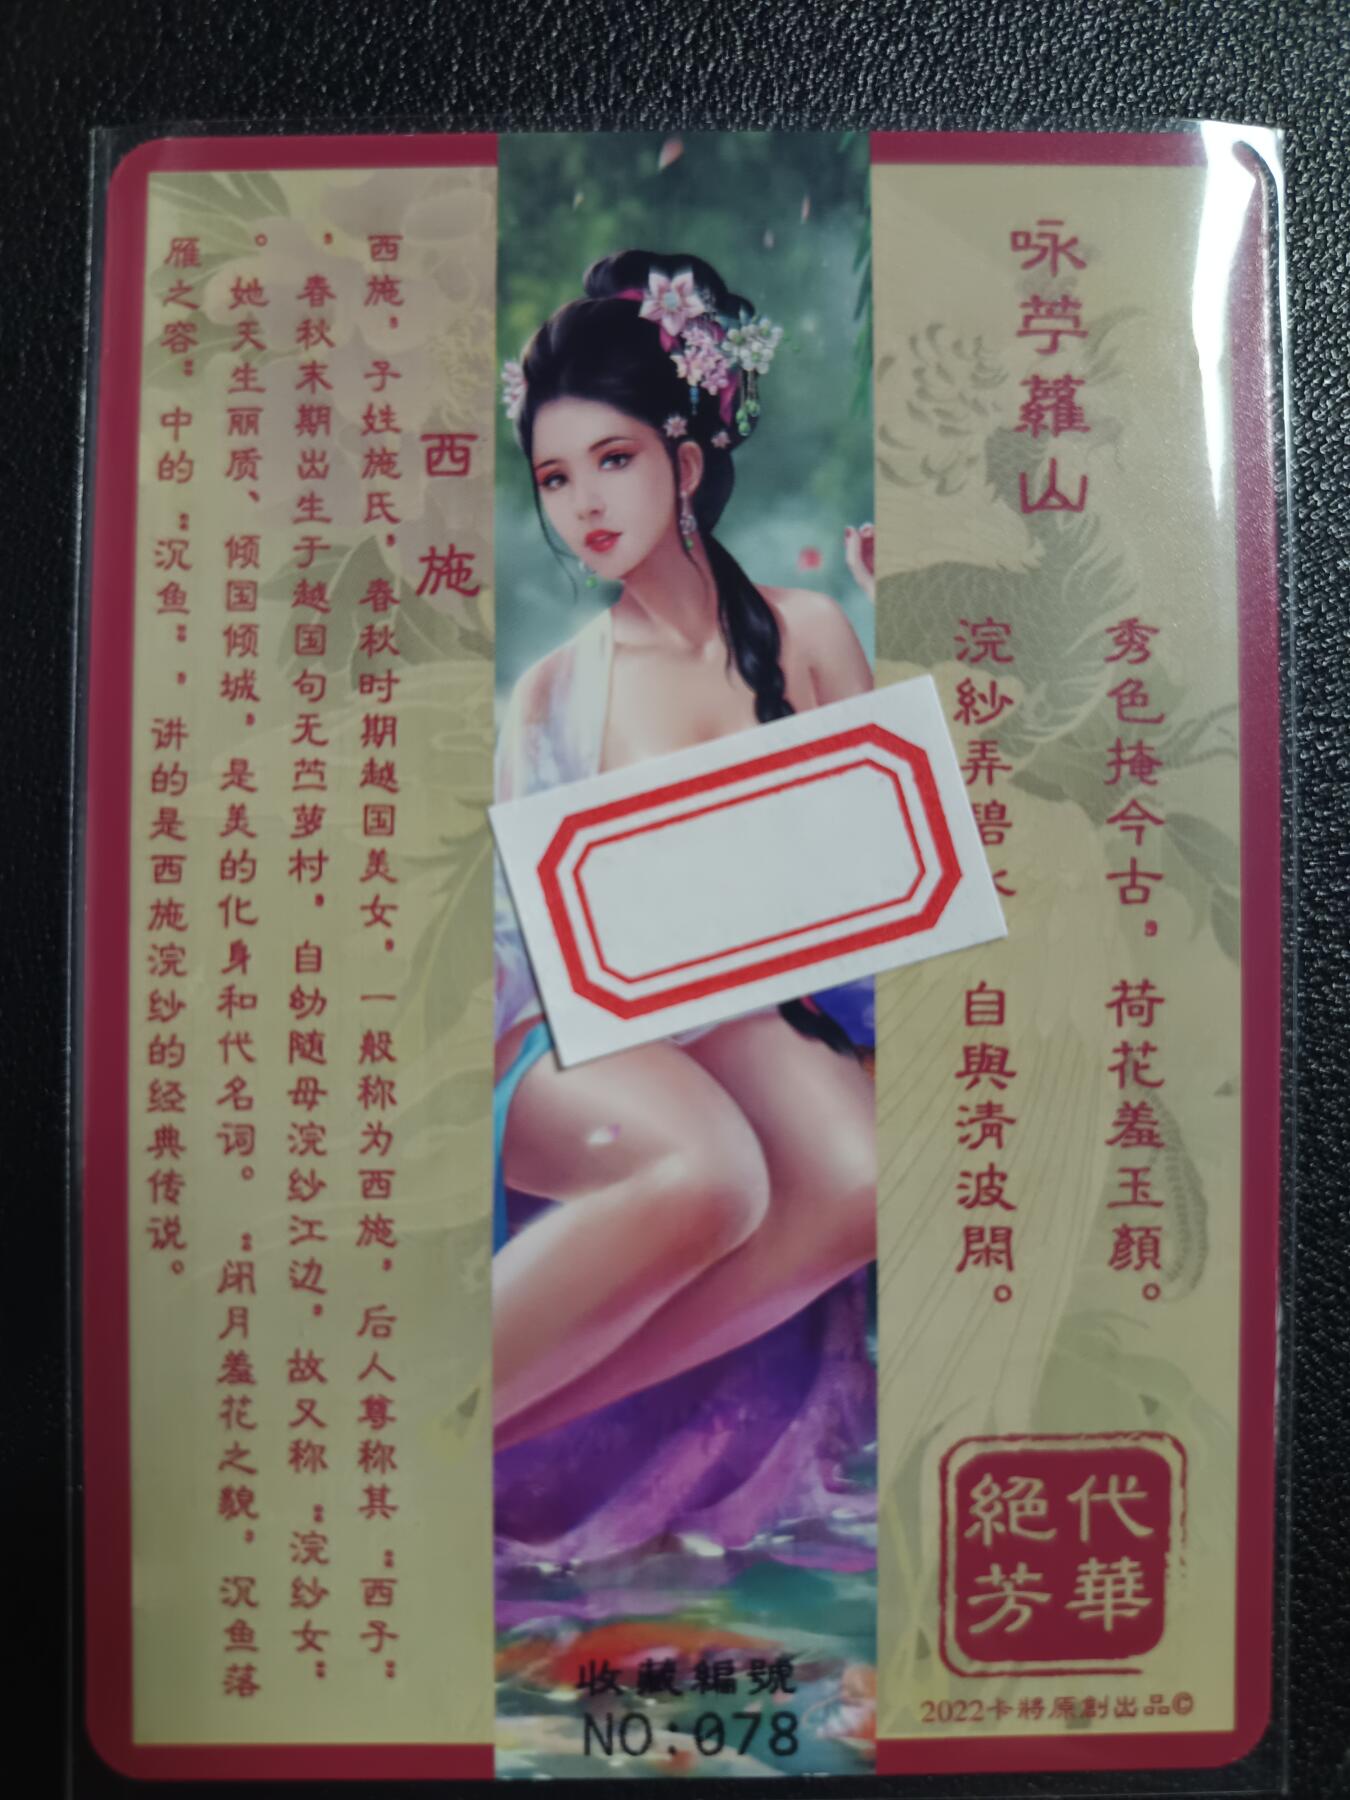 咏苧蘿山
秀色掩今古，荷花羞玉顏。
浣紗弄碧水 自與清波閑。
絕代
芳華
2022卡將原創出品©
收藏編號
NO:078
西施
西施，子姓施氏，春秋时期越国美女，一般称为西施，后人尊称其“西子”
，春秋末期出生于越国句无苎萝村，自幼随母浣纱江边，故又称“浣纱女”
。她天生丽质、倾国倾城，是美的化身和代名词。“闭月羞花之貌，沉鱼落
雁之容”中的“沉鱼”，讲的是西施浣纱的经典传说。